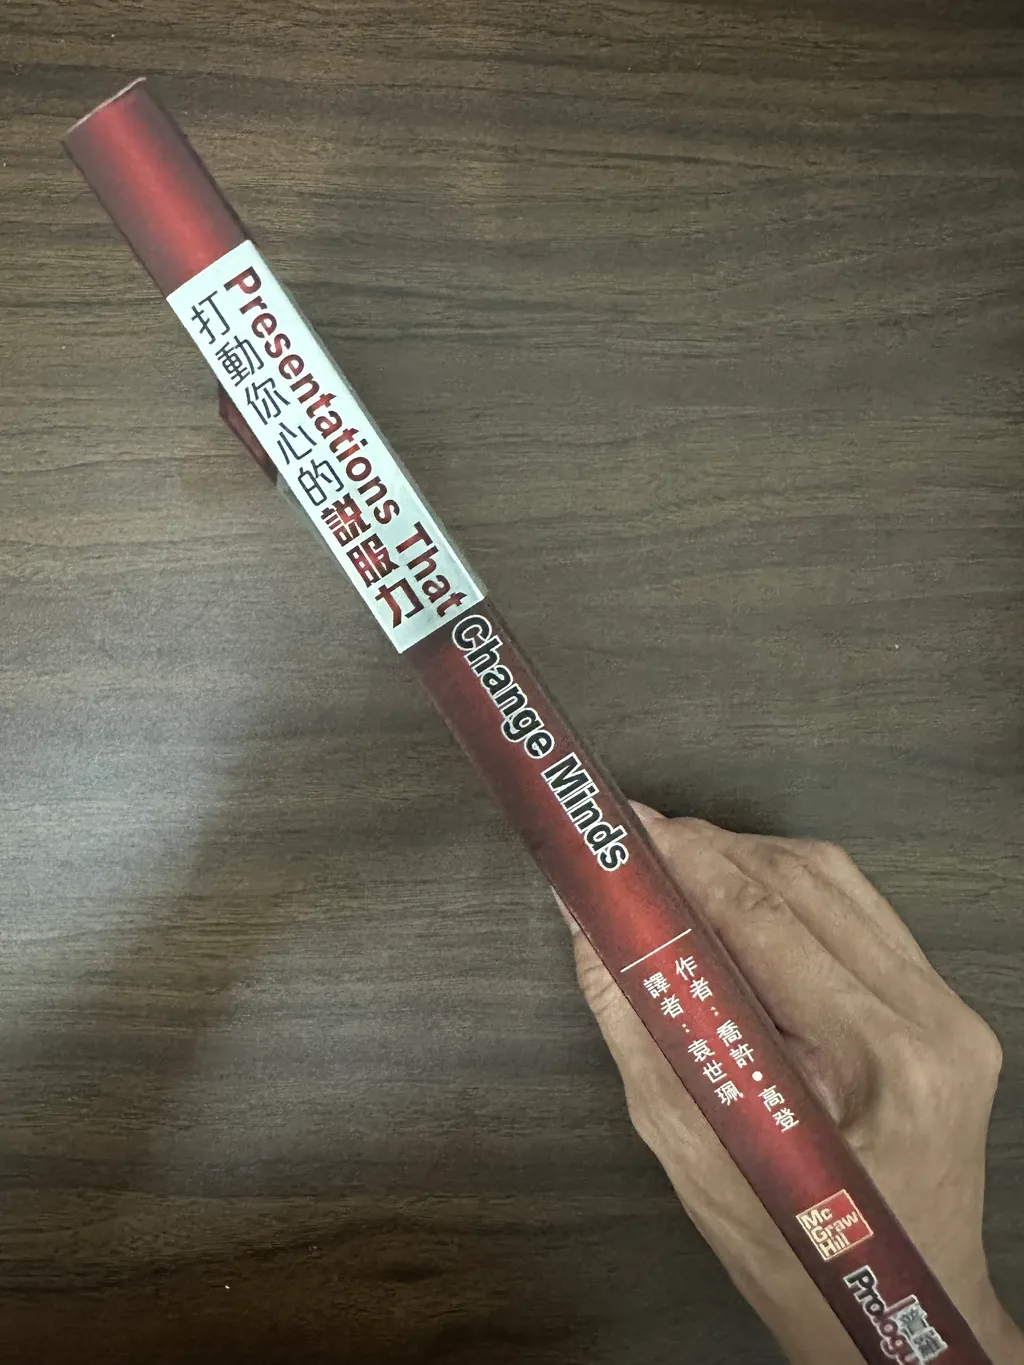 Presentations That Change Minds
打動你心的說服力
作者：喬許•高登
譯者：袁世珮
Mc
Graw
Hill